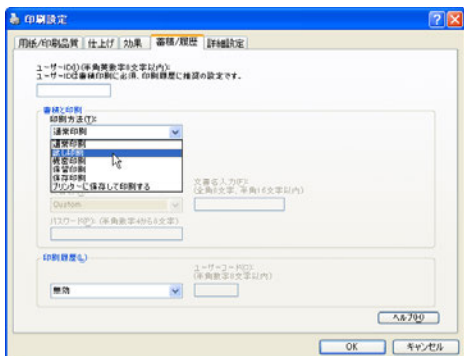 印刷設定
用紙/印刷品質 仕上げ 効果 蓄積/履歴 詳細設定
ユーザーID(I):(半角英数字8文字以内):
ユーザーIDは蓄積印刷に必須、印刷履歴に推奨の設定です。
蓄積と印刷
印刷方法(T):
通常印刷
通常印刷
試し印刷
機密印刷
保留印刷
保存印刷
プリンターに保存して印刷する
文書名入力(F):
(全角8文字、半角16文字以内)
Custom
パスワード(P): (半角数字4から8文字)
印刷履歴(L)
ユーザーコード(C):
(半角数字8文字以内)
無効
ヘルプ(H)
OK キャンセル